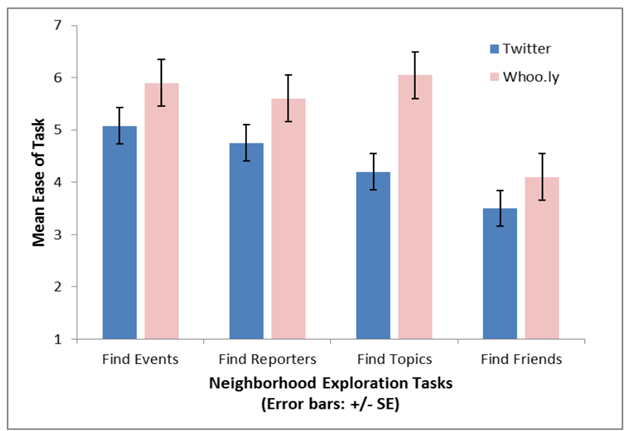 7
6
5
4
3
2
1
Mean Ease of Task
Twitter
Whoo.ly
Find Events
Find Reporters
Find Topics
Find Friends
Neighborhood Exploration Tasks
(Error bars: +/- SE)